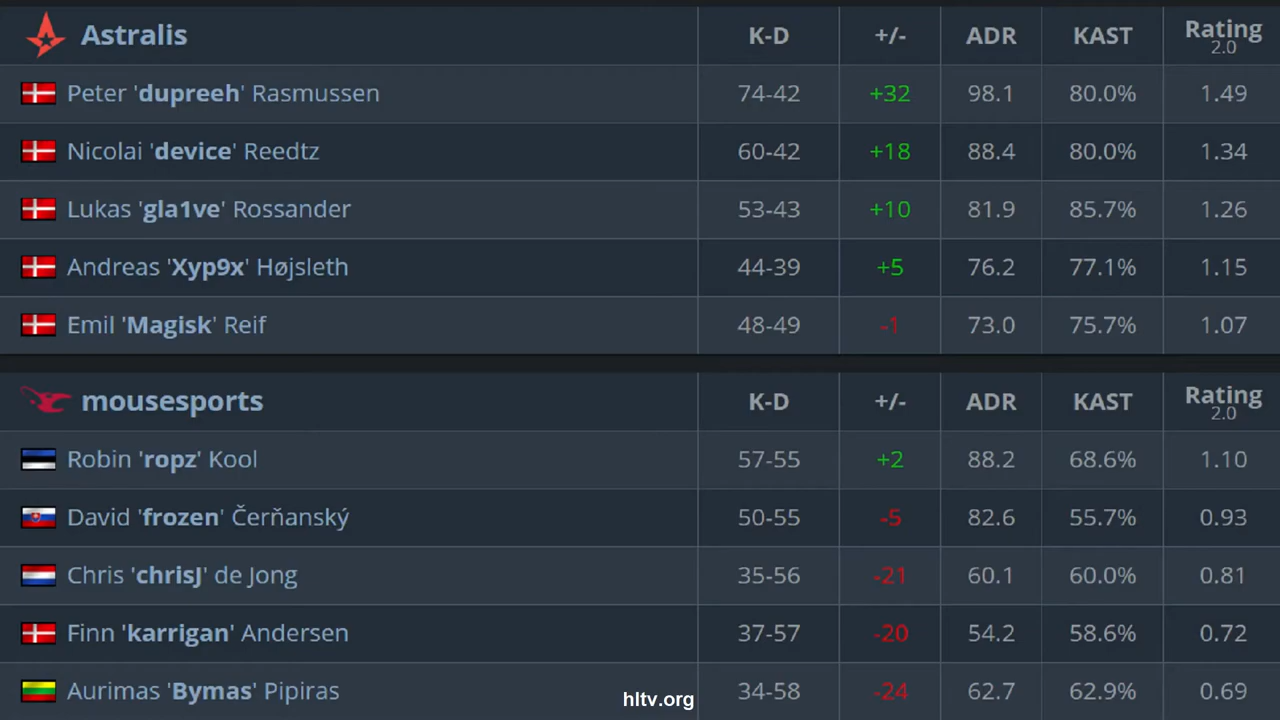 Astralis K-D +/- ADR KAST Rating 2.0
Peter 'dupreeh' Rasmussen 74-42 +32 98.1 80.0% 1.49
Nicolai 'device' Reedtz 60-42 +18 88.4 80.0% 1.34
Lukas 'gla1ve' Rossander 53-43 +10 81.9 85.7% 1.26
Andreas 'Xyp9x' Højsleth 44-39 +5 76.2 77.1% 1.15
Emil 'Magisk' Reif 48-49 -1 73.0 75.7% 1.07
mousesports K-D +/- ADR KAST Rating 2.0
Robin 'ropz' Kool 57-55 +2 88.2 68.6% 1.10
David 'frozen' Čerňanský 50-55 -5 82.6 55.7% 0.93
Chris 'chrisJ' de Jong 35-56 -21 60.1 60.0% 0.81
Finn 'karrigan' Andersen 37-57 -20 54.2 58.6% 0.72
Aurimas 'Bymas' Pipiras 34-58 -24 62.7 62.9% 0.69
hltv.org